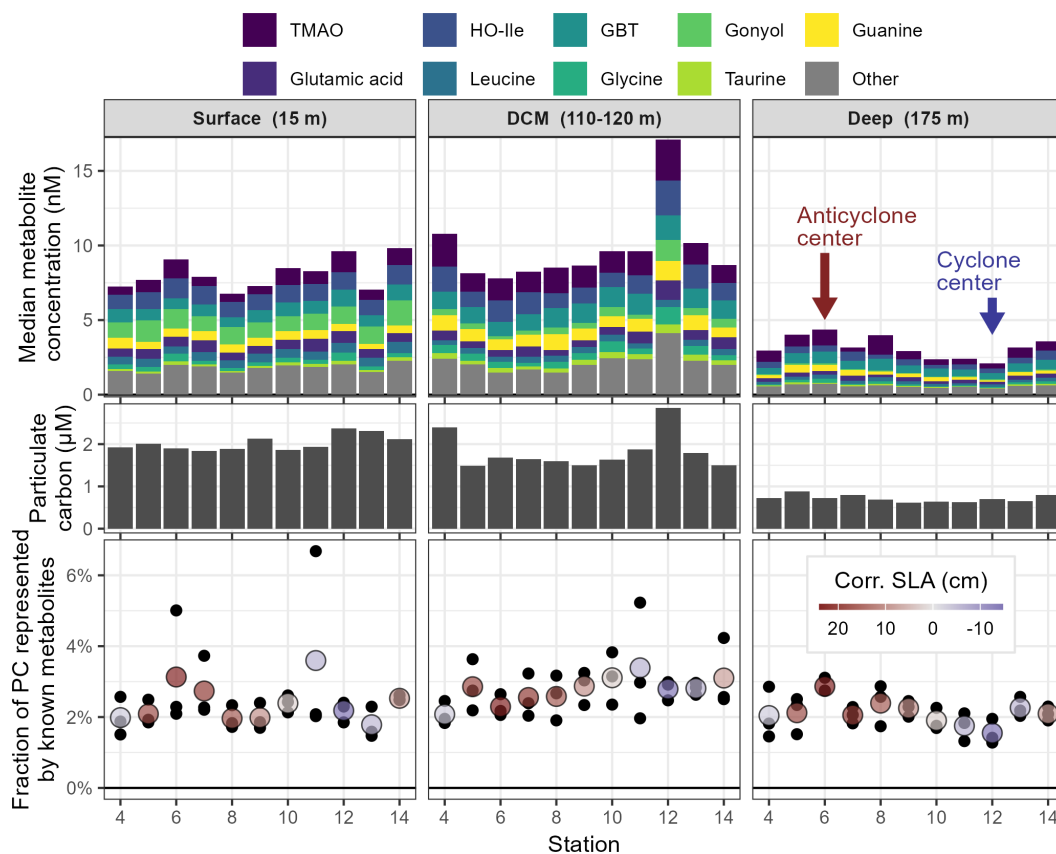 TMAO HO-Ile GBT Gonyol Guanine
Glutamic acid Leucine Glycine Taurine Other
Surface (15 m) DCM (110-120 m) Deep (175 m)
Median metabolite
concentration (nM)
15
10
5
0
Anticyclone
center
Cyclone
center
Particulate
carbon (µM)
2
1
0
Fraction of PC represented
by known metabolites
6%
4%
2%
0%
Corr. SLA (cm)
20 10 0 -10
4 6 8 10 12 14 4 6 8 10 12 14 4 6 8 10 12 14
Station